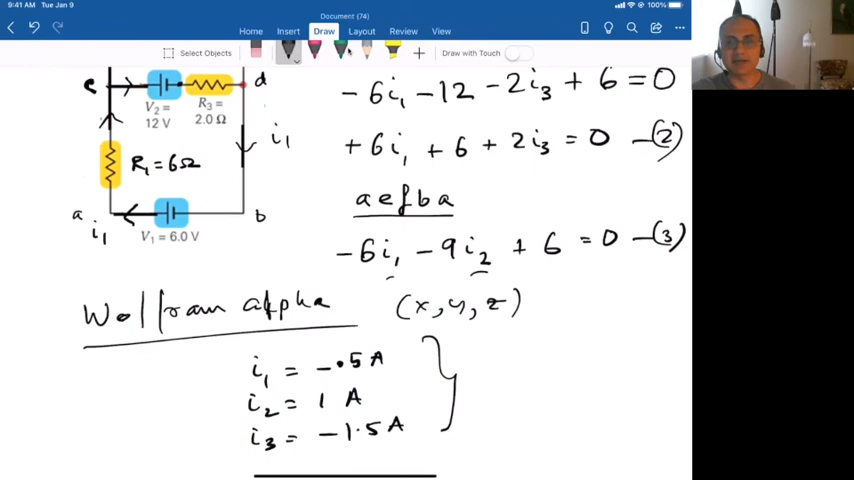 9:41 AM Tue Jan 9
100%
Document (74)
Home Insert Draw Layout Review View
Select Objects
Draw with Touch
c
d
V₂ =
12 V
R₃ =
2.0 Ω
i₁
R₁ = 6Ω
a
b
i₁
V₁ = 6.0 V
-6i₁ -12 -2i₃ + 6 = 0
+6i₁ + 6 + 2i₃ = 0 —(2)
aefba
-6i₁ -9i₂ + 6 = 0 —(3)
Wolfram alpha (x, y, z)
i₁ = -.5 A
i₂ = 1 A
i₃ = -1.5 A